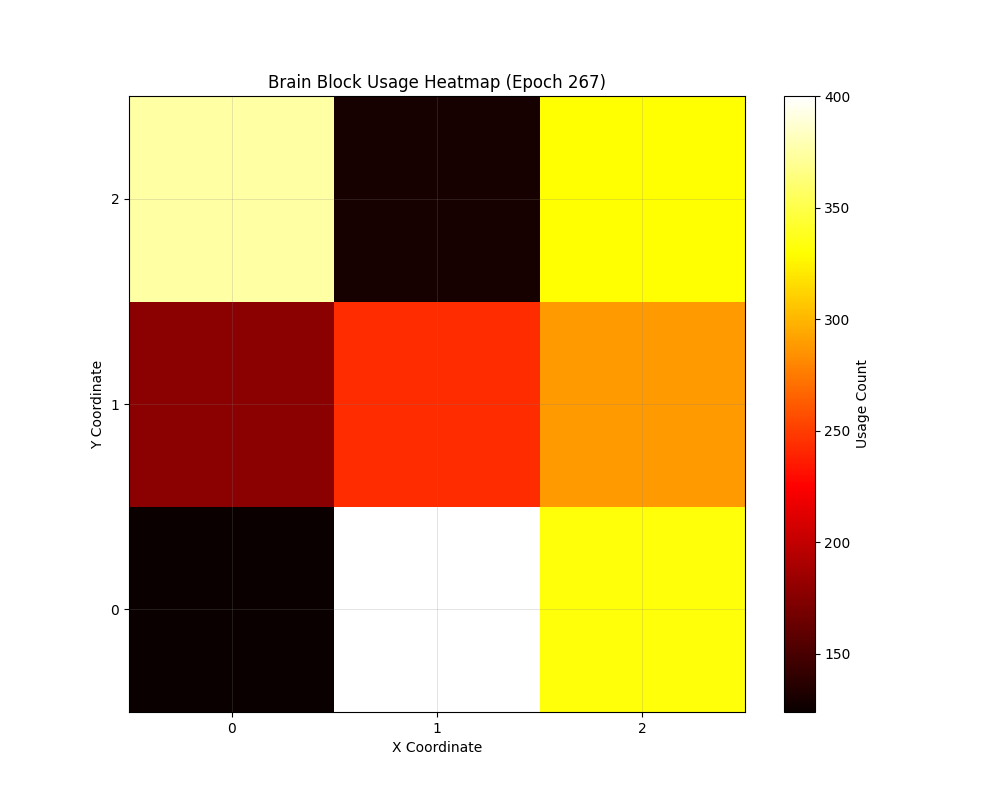 Brain Block Usage Heatmap (Epoch 267)
2
1
0
Y Coordinate
0 1 2
X Coordinate
400
350
300
250
200
150
Usage Count